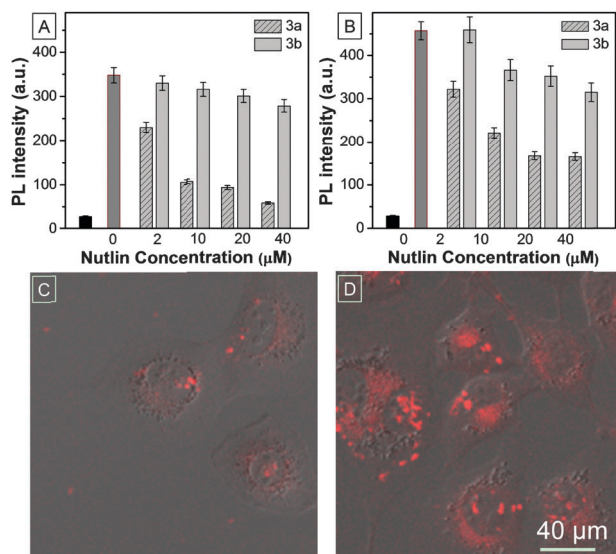 A
3a
3b
400
300
200
100
0
PL intensity (a.u.)
0 2 10 20 40
Nutlin Concentration (μM)
B
3a
3b
500
400
300
200
100
0
PL intensity (a.u.)
0 2 10 20 40
Nutlin Concentration (μM)
C
D
40 μm